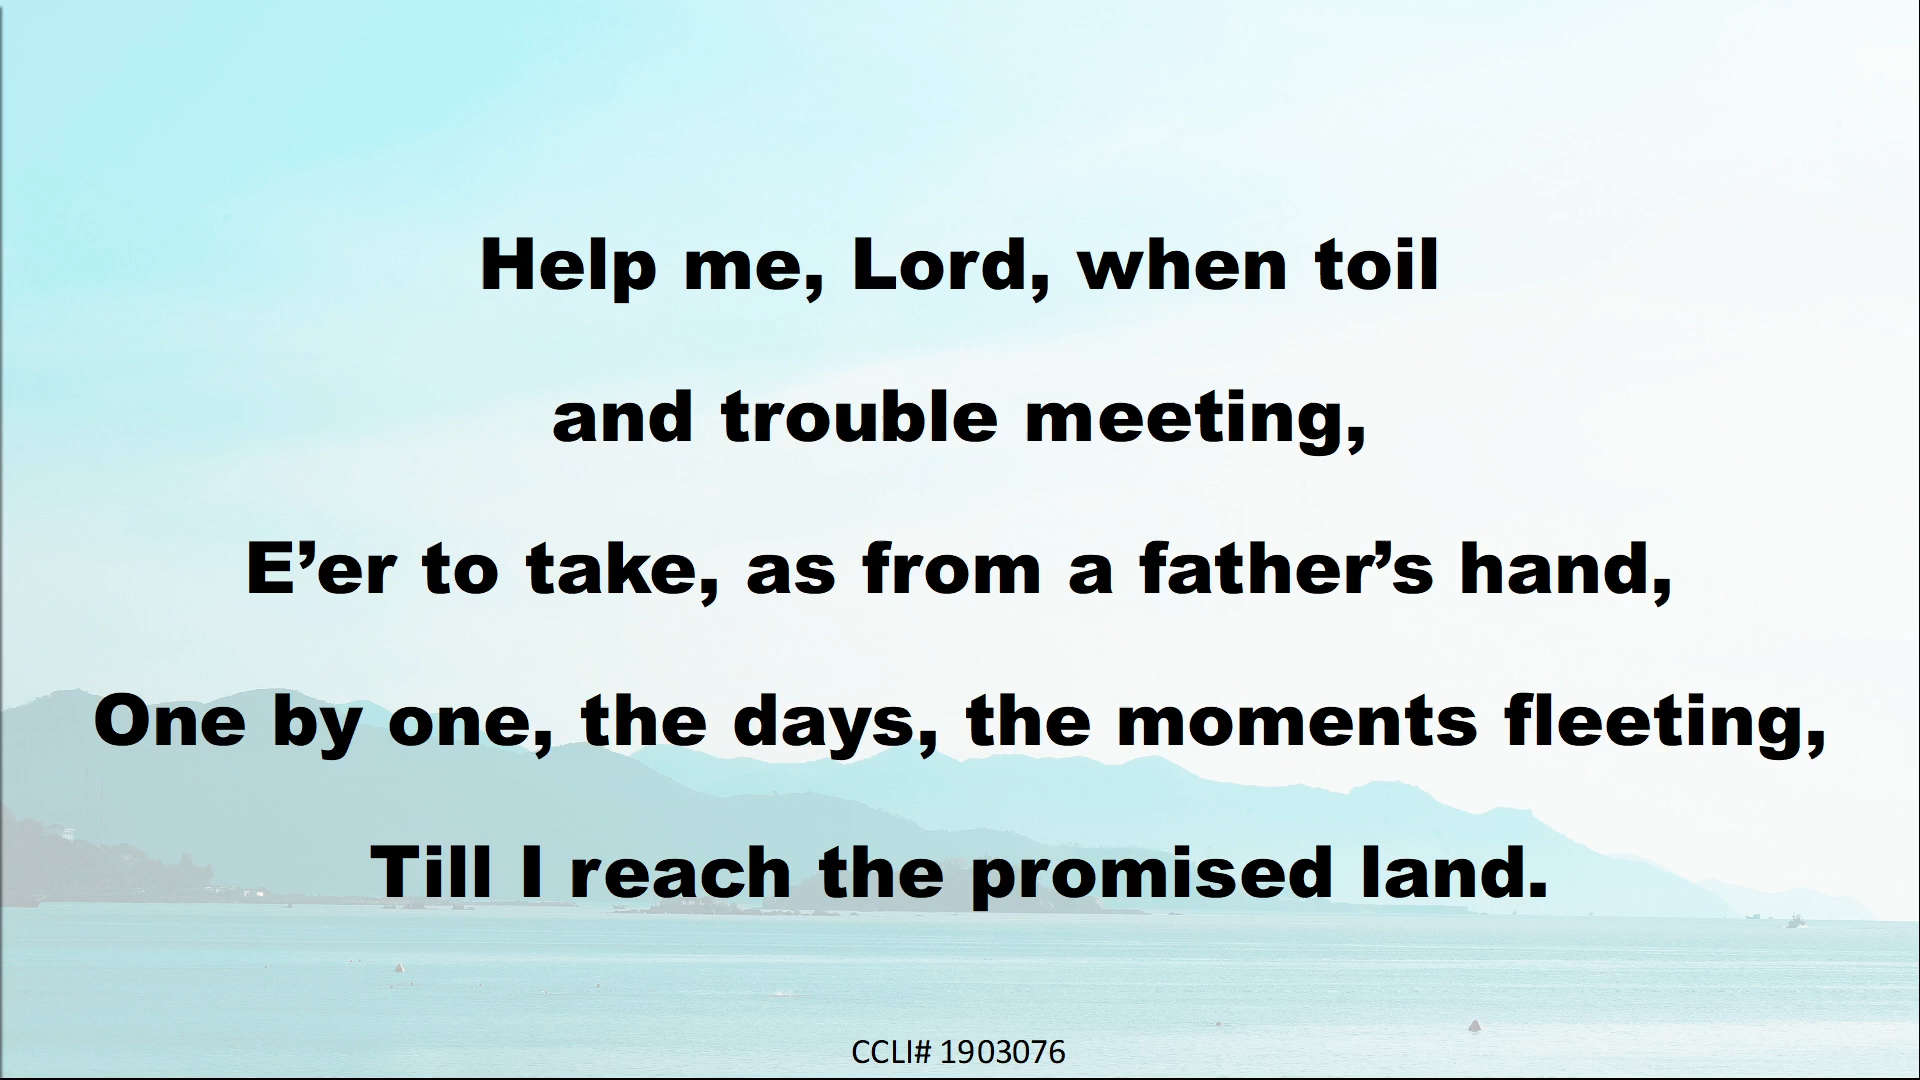 Help me, Lord, when toil
and trouble meeting,
E’er to take, as from a father’s hand,
One by one, the days, the moments fleeting,
Till I reach the promised land.
CCLI# 1903076